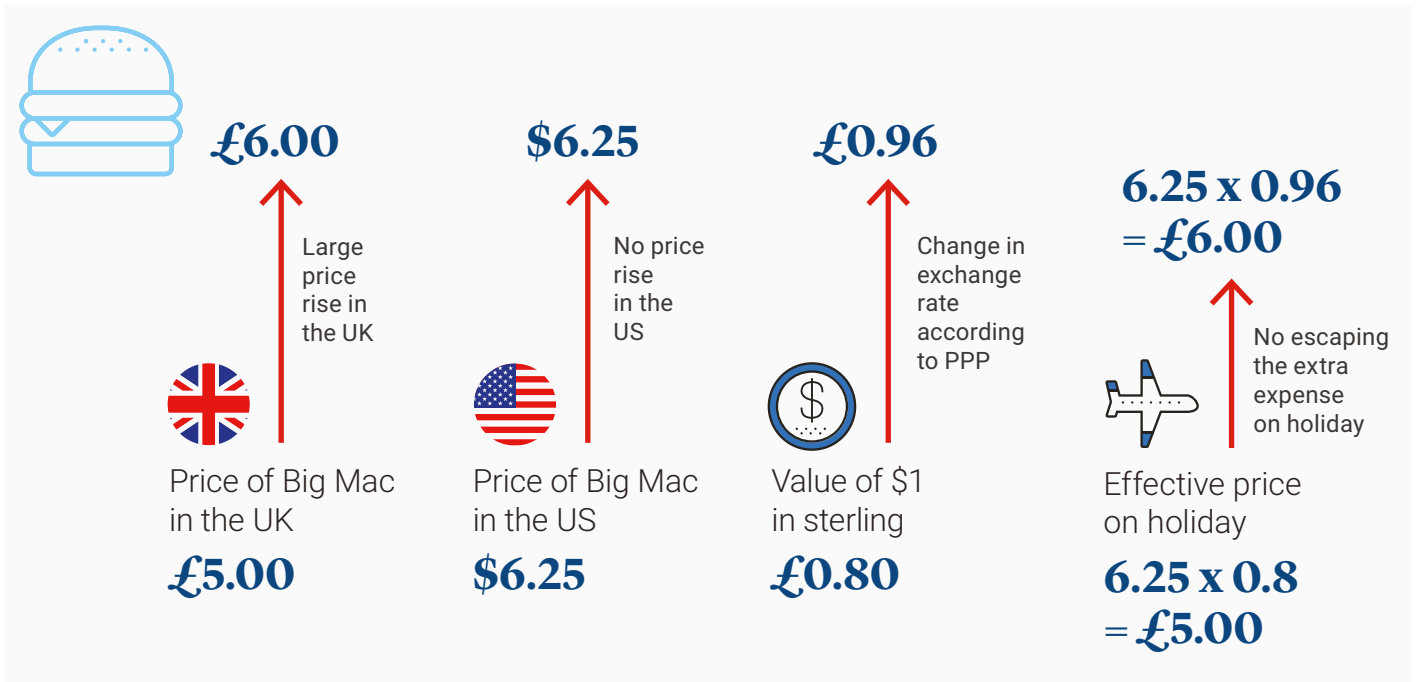 £6.00
Large
price
rise in
the UK
Price of Big Mac
in the UK
£5.00
$6.25
No price
rise
in the
US
Price of Big Mac
in the US
$6.25
£0.96
Change in
exchange
rate
according
to PPP
$
Value of $1
in sterling
£0.80
6.25 x 0.96
= £6.00
No escaping
the extra
expense
on holiday
Effective price
on holiday
6.25 x 0.8
= £5.00